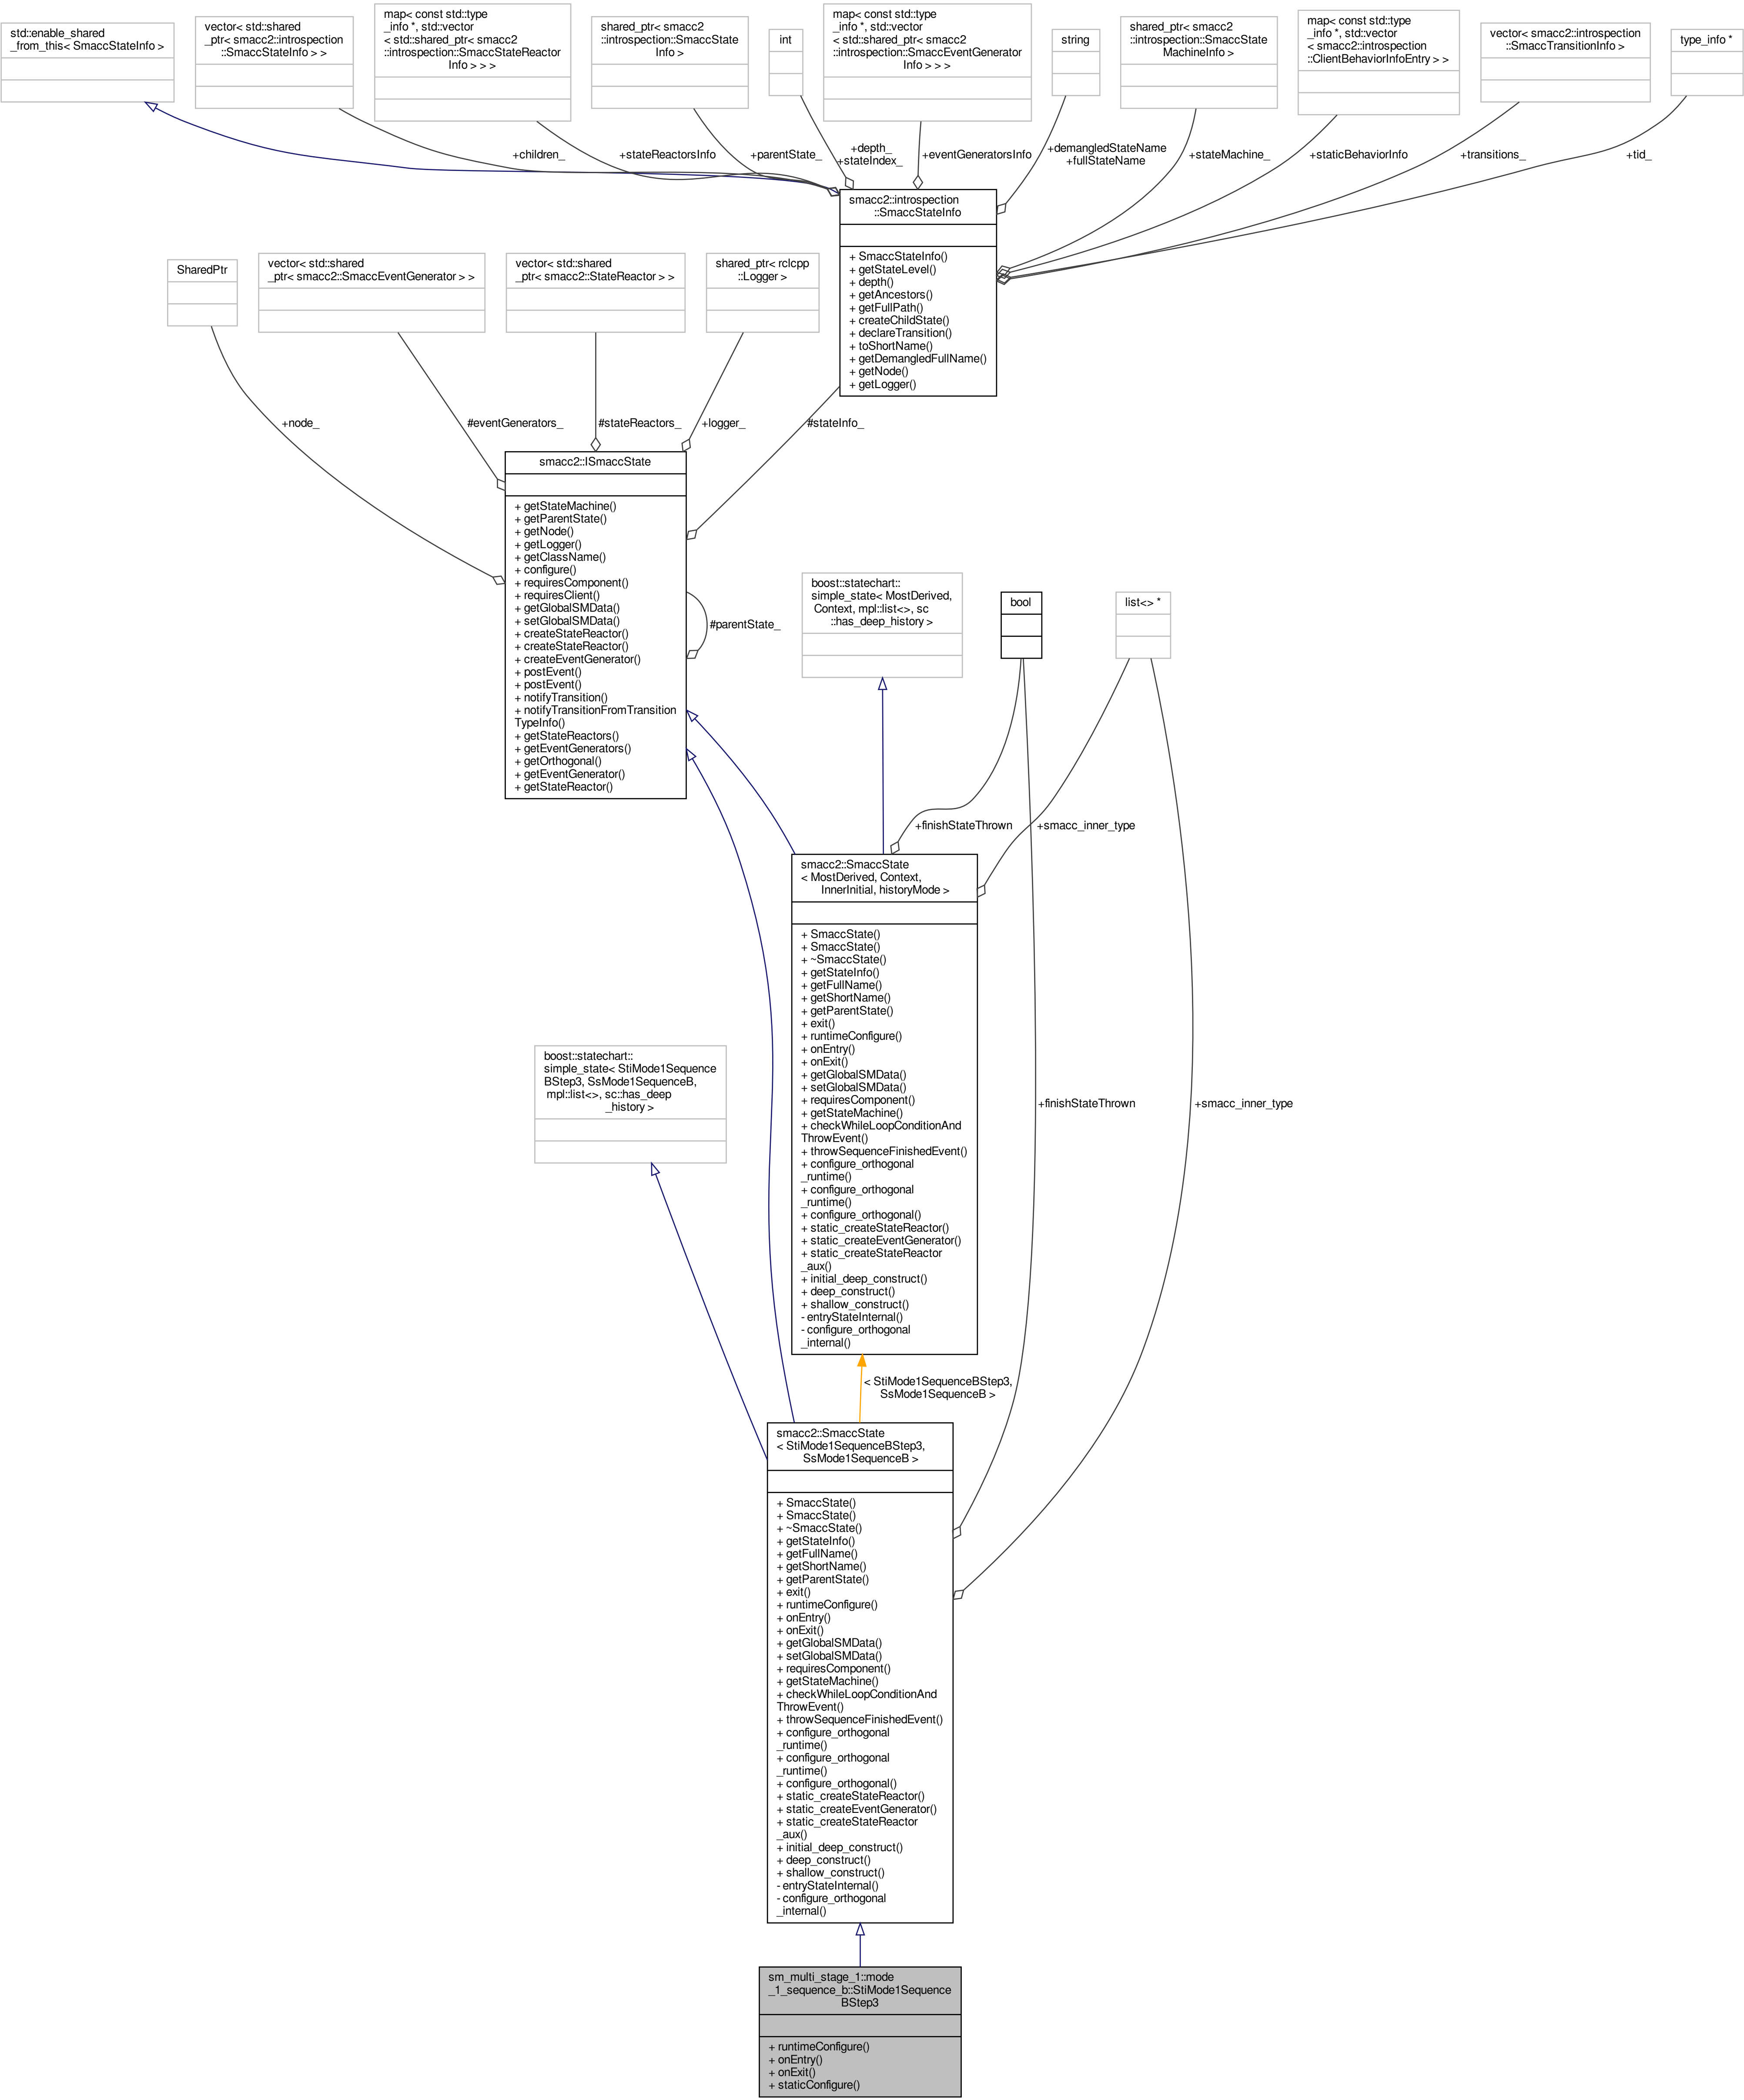 std::enable_shared
_from_this< SmaccStateInfo >
vector< std::shared
_ptr< smacc2::introspection
::SmaccStateInfo > >
map< const std::type
_info *, std::vector
< std::shared_ptr< smacc2
::introspection::SmaccStateReactor
Info > > >
shared_ptr< smacc2
::introspection::SmaccState
Info >
int
map< const std::type
_info *, std::vector
< std::shared_ptr< smacc2
::introspection::SmaccEventGenerator
Info > > >
string
shared_ptr< smacc2
::introspection::SmaccState
MachineInfo >
map< const std::type
_info *, std::vector
< smacc2::introspection
::ClientBehaviorInfoEntry > >
vector< smacc2::introspection
::SmaccTransitionInfo >
type_info *
+children_
+stateReactorsInfo
+parentState_
+depth_
+stateIndex_
+eventGeneratorsInfo
+demangledStateName
+fullStateName
+stateMachine_
+staticBehaviorInfo
+transitions_
+tid_
smacc2::introspection
::SmaccStateInfo
+ SmaccStateInfo()
+ getStateLevel()
+ depth()
+ getAncestors()
+ getFullPath()
+ createChildState()
+ declareTransition()
+ toShortName()
+ getDemangledFullName()
+ getNode()
+ getLogger()
SharedPtr
vector< std::shared
_ptr< smacc2::SmaccEventGenerator > >
vector< std::shared
_ptr< smacc2::StateReactor > >
shared_ptr< rclcpp
::Logger >
+node_
#eventGenerators_
#stateReactors_
+logger_
#stateInfo_
smacc2::ISmaccState
+ getStateMachine()
+ getParentState()
+ getNode()
+ getLogger()
+ getClassName()
+ configure()
+ requiresComponent()
+ requiresClient()
+ getGlobalSMData()
+ setGlobalSMData()
+ createStateReactor()
+ createStateReactor()
+ createEventGenerator()
+ postEvent()
+ postEvent()
+ notifyTransition()
+ notifyTransitionFromTransition
TypeInfo()
+ getStateReactors()
+ getEventGenerators()
+ getOrthogonal()
+ getEventGenerator()
+ getStateReactor()
#parentState_
boost::statechart::
simple_state< MostDerived,
Context, mpl::list<>, sc
::has_deep_history >
bool
list<> *
+finishStateThrown
+smacc_inner_type
smacc2::SmaccState
< MostDerived, Context,
InnerInitial, historyMode >
+ SmaccState()
+ SmaccState()
+ ~SmaccState()
+ getStateInfo()
+ getFullName()
+ getShortName()
+ getParentState()
+ exit()
+ runtimeConfigure()
+ onEntry()
+ onExit()
+ getGlobalSMData()
+ setGlobalSMData()
+ requiresComponent()
+ getStateMachine()
+ checkWhileLoopConditionAnd
ThrowEvent()
+ throwSequenceFinishedEvent()
+ configure_orthogonal
_runtime()
+ configure_orthogonal
_runtime()
+ configure_orthogonal()
+ static_createStateReactor()
+ static_createEventGenerator()
+ static_createStateReactor
_aux()
+ initial_deep_construct()
+ deep_construct()
+ shallow_construct()
- entryStateInternal()
- configure_orthogonal
_internal()
boost::statechart::
simple_state< StiMode1Sequence
BStep3, SsMode1SequenceB,
mpl::list<>, sc::has_deep
_history >
+finishStateThrown
+smacc_inner_type
< StiMode1SequenceBStep3,
SsMode1SequenceB >
smacc2::SmaccState
< StiMode1SequenceBStep3,
SsMode1SequenceB >
+ SmaccState()
+ SmaccState()
+ ~SmaccState()
+ getStateInfo()
+ getFullName()
+ getShortName()
+ getParentState()
+ exit()
+ runtimeConfigure()
+ onEntry()
+ onExit()
+ getGlobalSMData()
+ setGlobalSMData()
+ requiresComponent()
+ getStateMachine()
+ checkWhileLoopConditionAnd
ThrowEvent()
+ throwSequenceFinishedEvent()
+ configure_orthogonal
_runtime()
+ configure_orthogonal
_runtime()
+ configure_orthogonal()
+ static_createStateReactor()
+ static_createEventGenerator()
+ static_createStateReactor
_aux()
+ initial_deep_construct()
+ deep_construct()
+ shallow_construct()
- entryStateInternal()
- configure_orthogonal
_internal()
sm_multi_stage_1::mode
_1_sequence_b::StiMode1Sequence
BStep3
+ runtimeConfigure()
+ onEntry()
+ onExit()
+ staticConfigure()